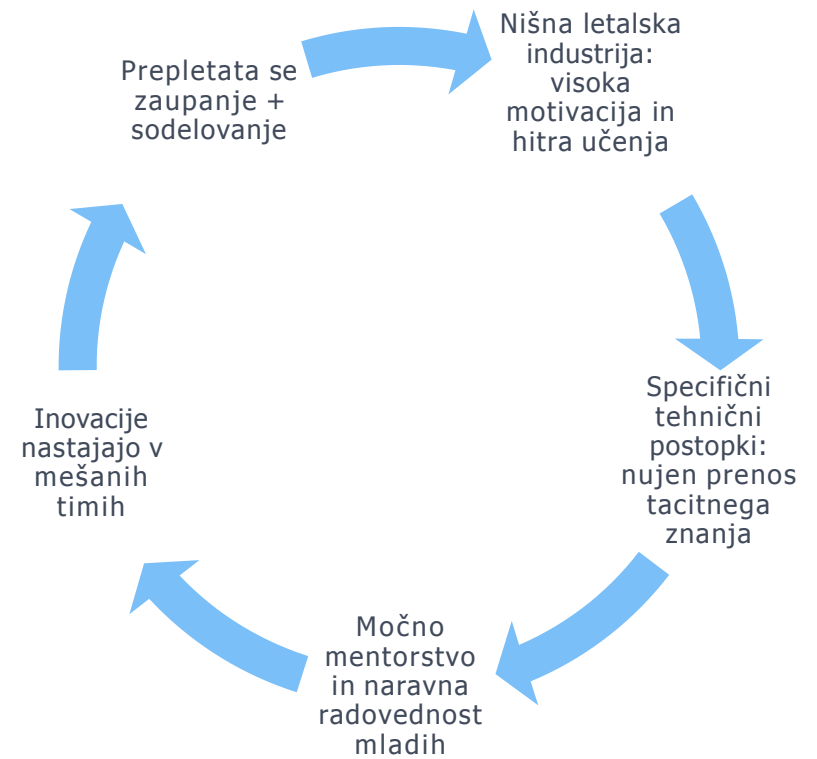 Nišna letalska
industrija:
visoka
motivacija in
hitra učenja
Specifični
tehnični
postopki:
nujen prenos
tacitnega
znanja
Močno
mentorstvo
in naravna
radovednost
mladih
Inovacije
nastajajo v
mešanih
timih
Prepletata se
zaupanje +
sodelovanje